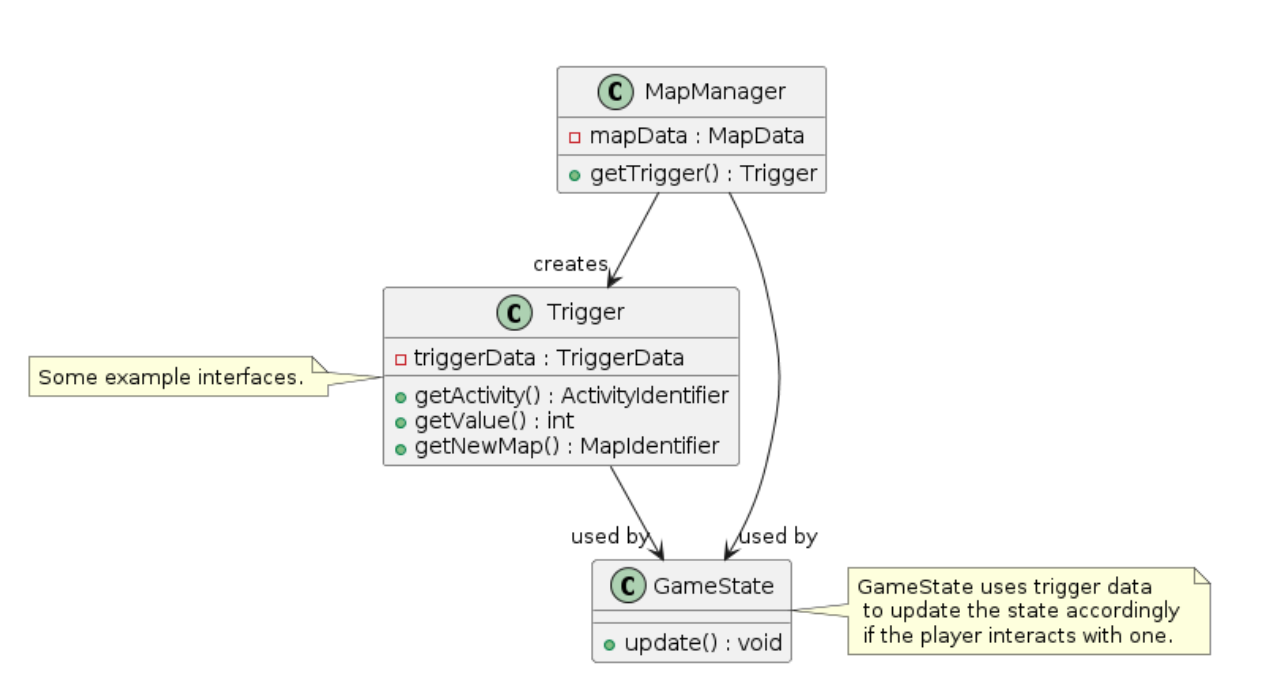 C MapManager
mapData : MapData
getTrigger() : Trigger
creates
C Trigger
triggerData : TriggerData
getActivity() : ActivityIdentifier
getValue() : int
getNewMap() : MapIdentifier
Some example interfaces.
used by
used by
C GameState
update() : void
GameState uses trigger data
to update the state accordingly
if the player interacts with one.